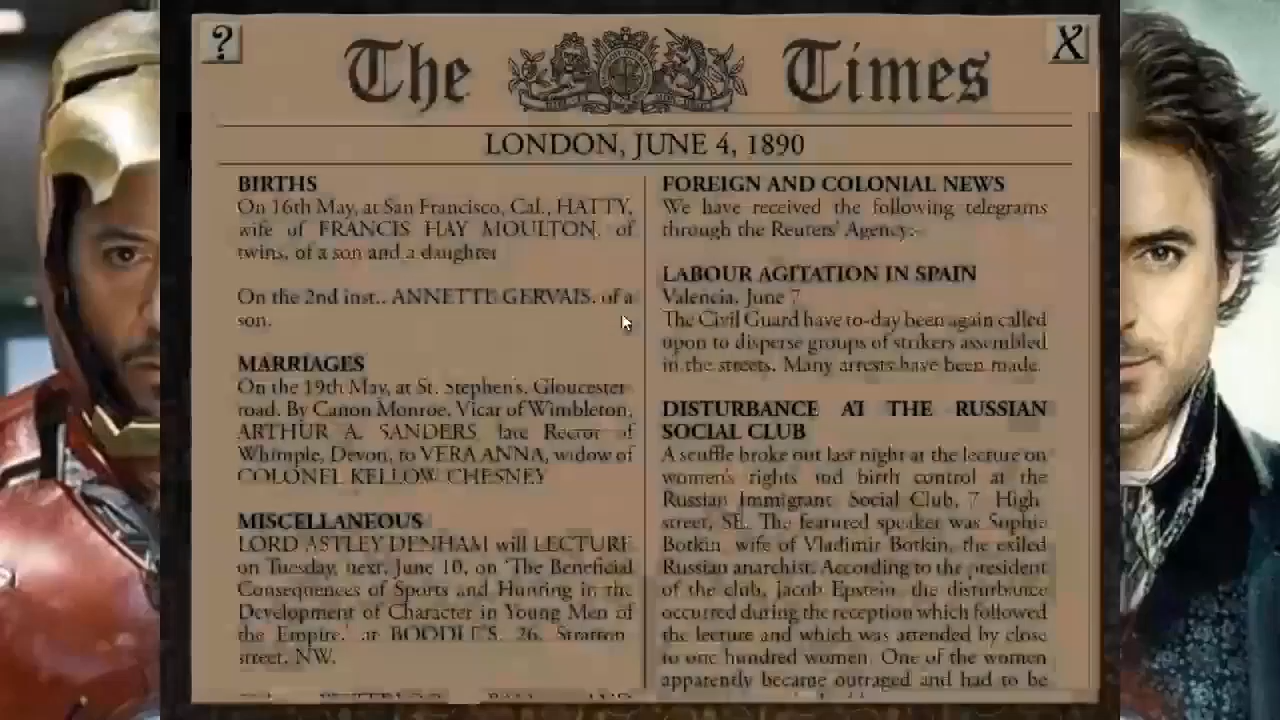 ?
The Times
X
LONDON, JUNE 4, 1890
BIRTHS
On 16th May, at San Francisco, Cal., HATTY,
wife of FRANCIS HAY MOULTON, of
twins, of a son and a daughter
On the 2nd inst., ANNETTE GERVAIS, of a
son.
MARRIAGES
On the 19th May, at St. Stephen's, Gloucester-
road. By Canon Monroe, Vicar of Wimbleton,
ARTHUR A. SANDERS, late Rector of
Whimple, Devon, to VERA ANNA, widow of
COLONEL KELLOW CHESNEY
MISCELLANEOUS
LORD ASTLEY DENHAM will LECTURE
on Tuesday, next, June 10, on 'The Beneficial
Consequences of Sports and Hunting in the
Development of Character in Young Men of
the Empire.' at BOODLE'S, 26, Stratton-
street, NW.
FOREIGN AND COLONIAL NEWS
We have received the following telegrams
through the Reuters' Agency:-
LABOUR AGITATION IN SPAIN
Valencia, June 7
The Civil Guard have to-day been again called
upon to disperse groups of strikers assembled
in the streets. Many arrests have been made.
DISTURBANCE AT THE RUSSIAN
SOCIAL CLUB
A scuffle broke out last night at the lecture on
women's rights and birth control at the
Russian Immigrant Social Club, 7 High-
street, SE. The featured speaker was Sophie
Botkin, wife of Vladimir Botkin, the exiled
Russian anarchist. According to the president
of the club, Jacob Epstein, the disturbance
occurred during the reception which followed
the lecture and which was attended by close
to one hundred women. One of the women
apparently became outraged and had to be